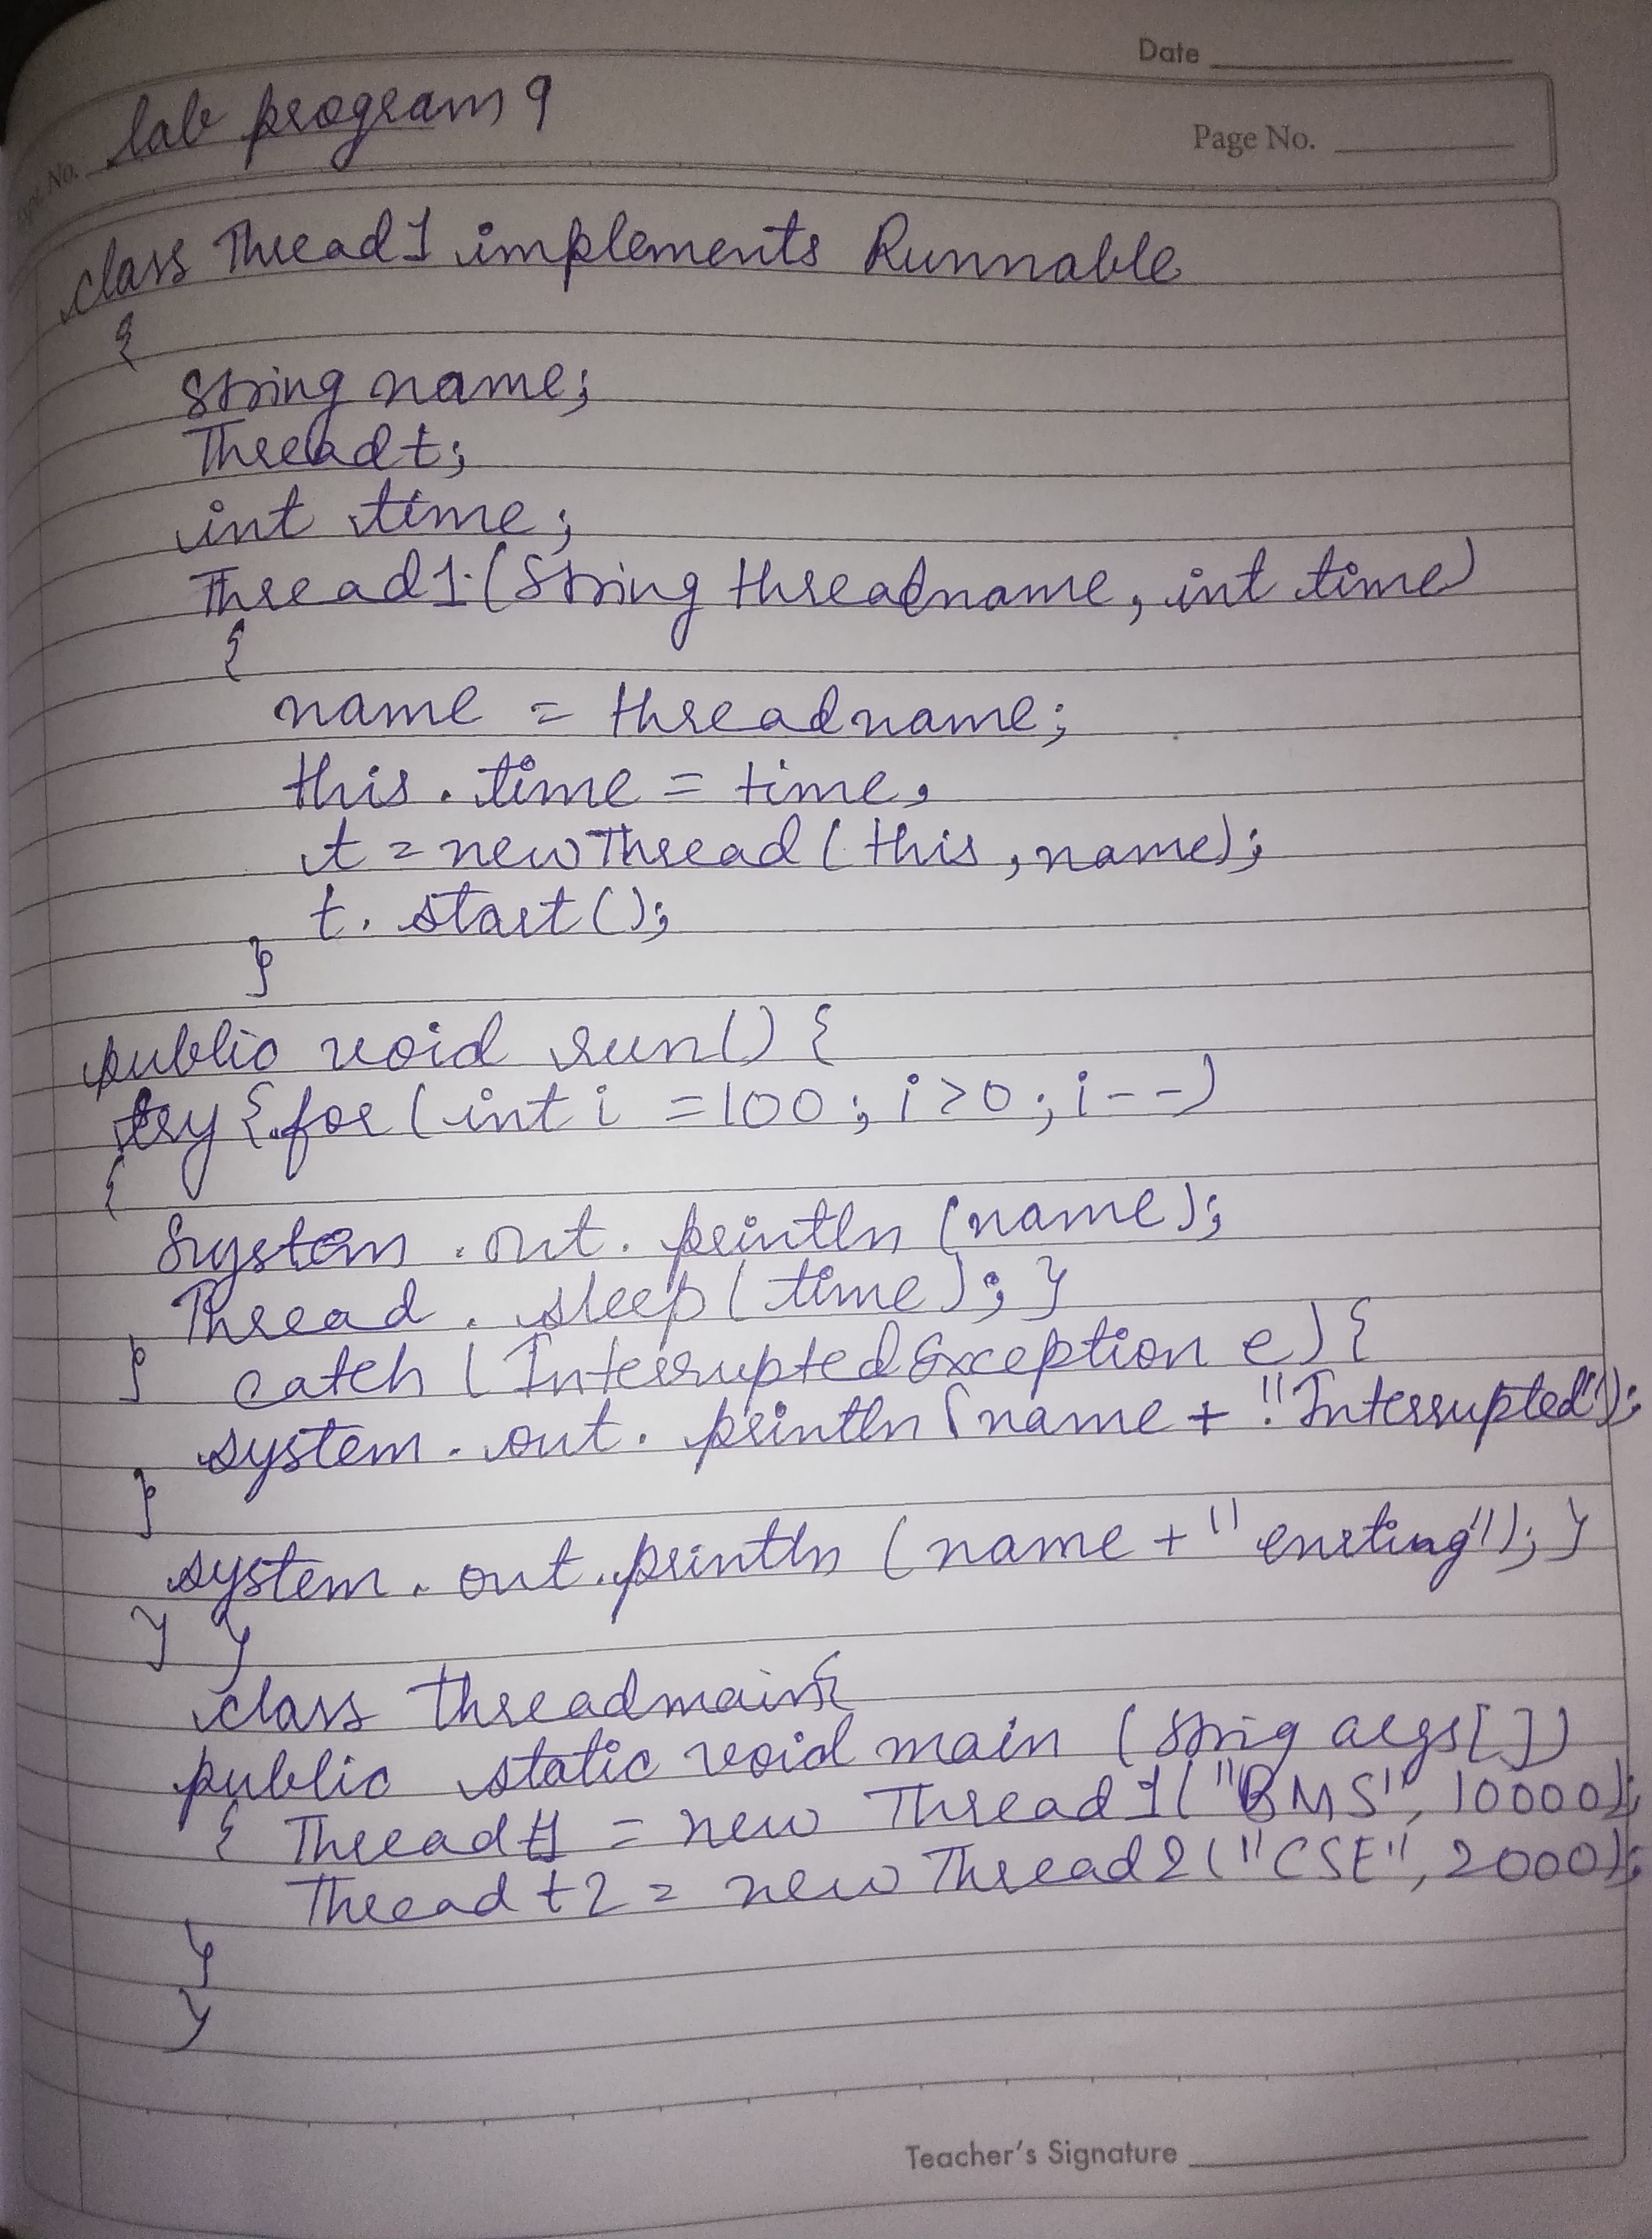 Date
Page No.
Expt. No. lab program 9
class Thread1 implements Runnable
{
String name;
Thread t;
int time;
Thread1(String threadname, int time)
{
name = threadname;
this.time = time,
t = new Thread (this, name);
t. start();
}
public void run() {
try {for (int i = 100; i>0; i--)
{
System .out. println (name);
Thread . sleep (time); }
} catch (InterruptedException e) {
system. out. println (name + "Interrupted");
}
system. out. println (name + "enxting"); }
} }
class threadmain{
public static void main (String args[])
{ Thread t1 = new Thread1("BMS", 10000);
Thread t2 = new Thread2("CSE", 2000);
}
}
Teacher's Signature